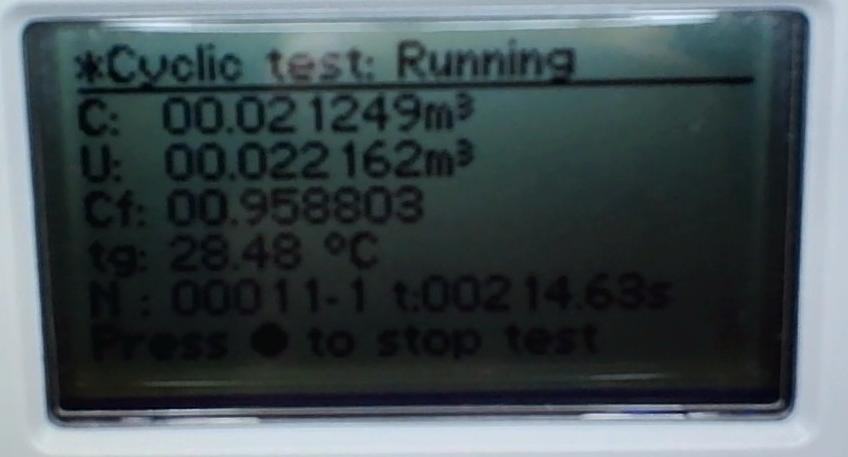 *Cyclic test: Running
C: 00.021249m³
U: 00.022162m³
Cf: 00.958803
tg: 28.48 °C
N : 00011-1 t:00214.63s
Press ● to stop test